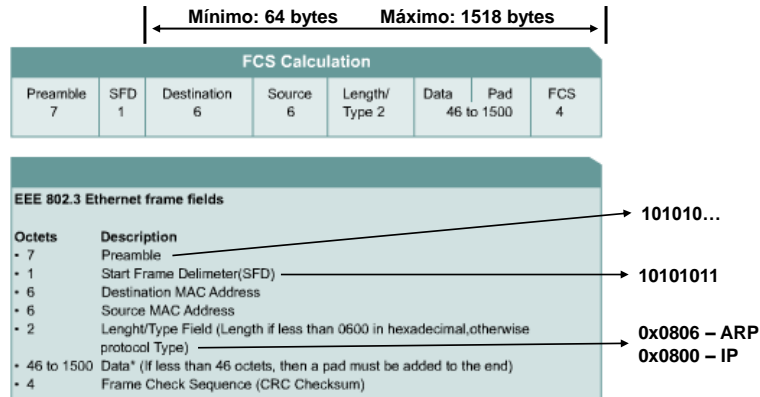 Mínimo: 64 bytes Máximo: 1518 bytes
FCS Calculation
Preamble SFD Destination Source Length/ Data Pad FCS
7 1 6 6 Type 2 46 to 1500 4
EEE 802.3 Ethernet frame fields
101010...
Octets Description
• 7 Preamble
• 1 Start Frame Delimeter(SFD)
10101011
• 6 Destination MAC Address
• 6 Source MAC Address
• 2 Lenght/Type Field (Length if less than 0600 in hexadecimal,otherwise
protocol Type)
0x0806 – ARP
0x0800 – IP
• 46 to 1500 Data* (If less than 46 octets, then a pad must be added to the end)
• 4 Frame Check Sequence (CRC Checksum)